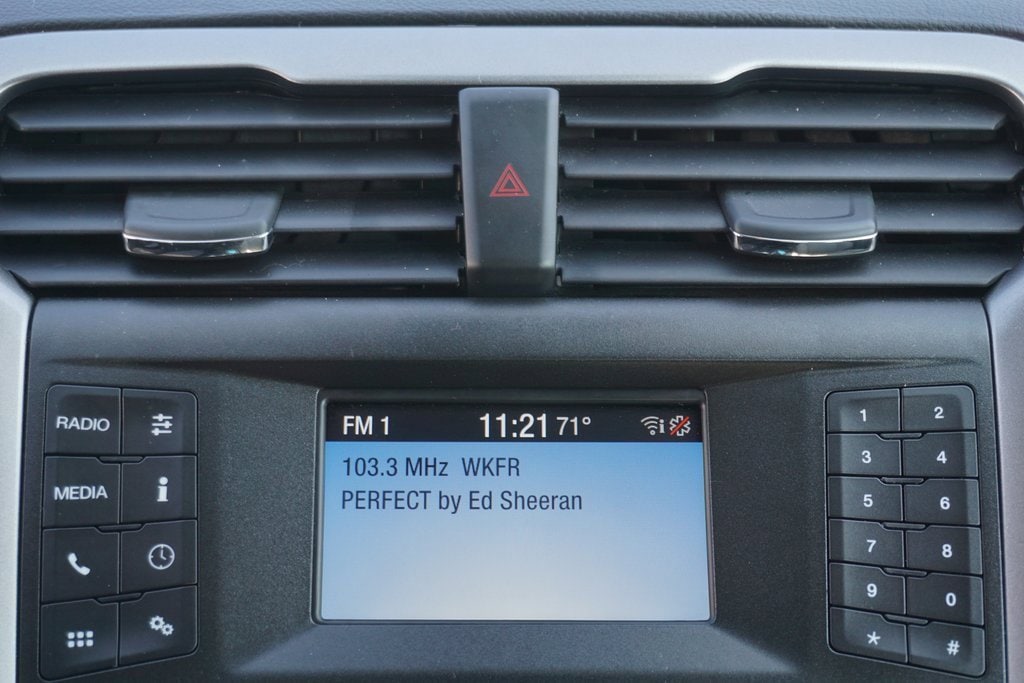 FM 1 11:21 71°
103.3 MHz WKFR
PERFECT by Ed Sheeran
RADIO
MEDIA
i
1 2
3 4
5 6
7 8
9 0
* #